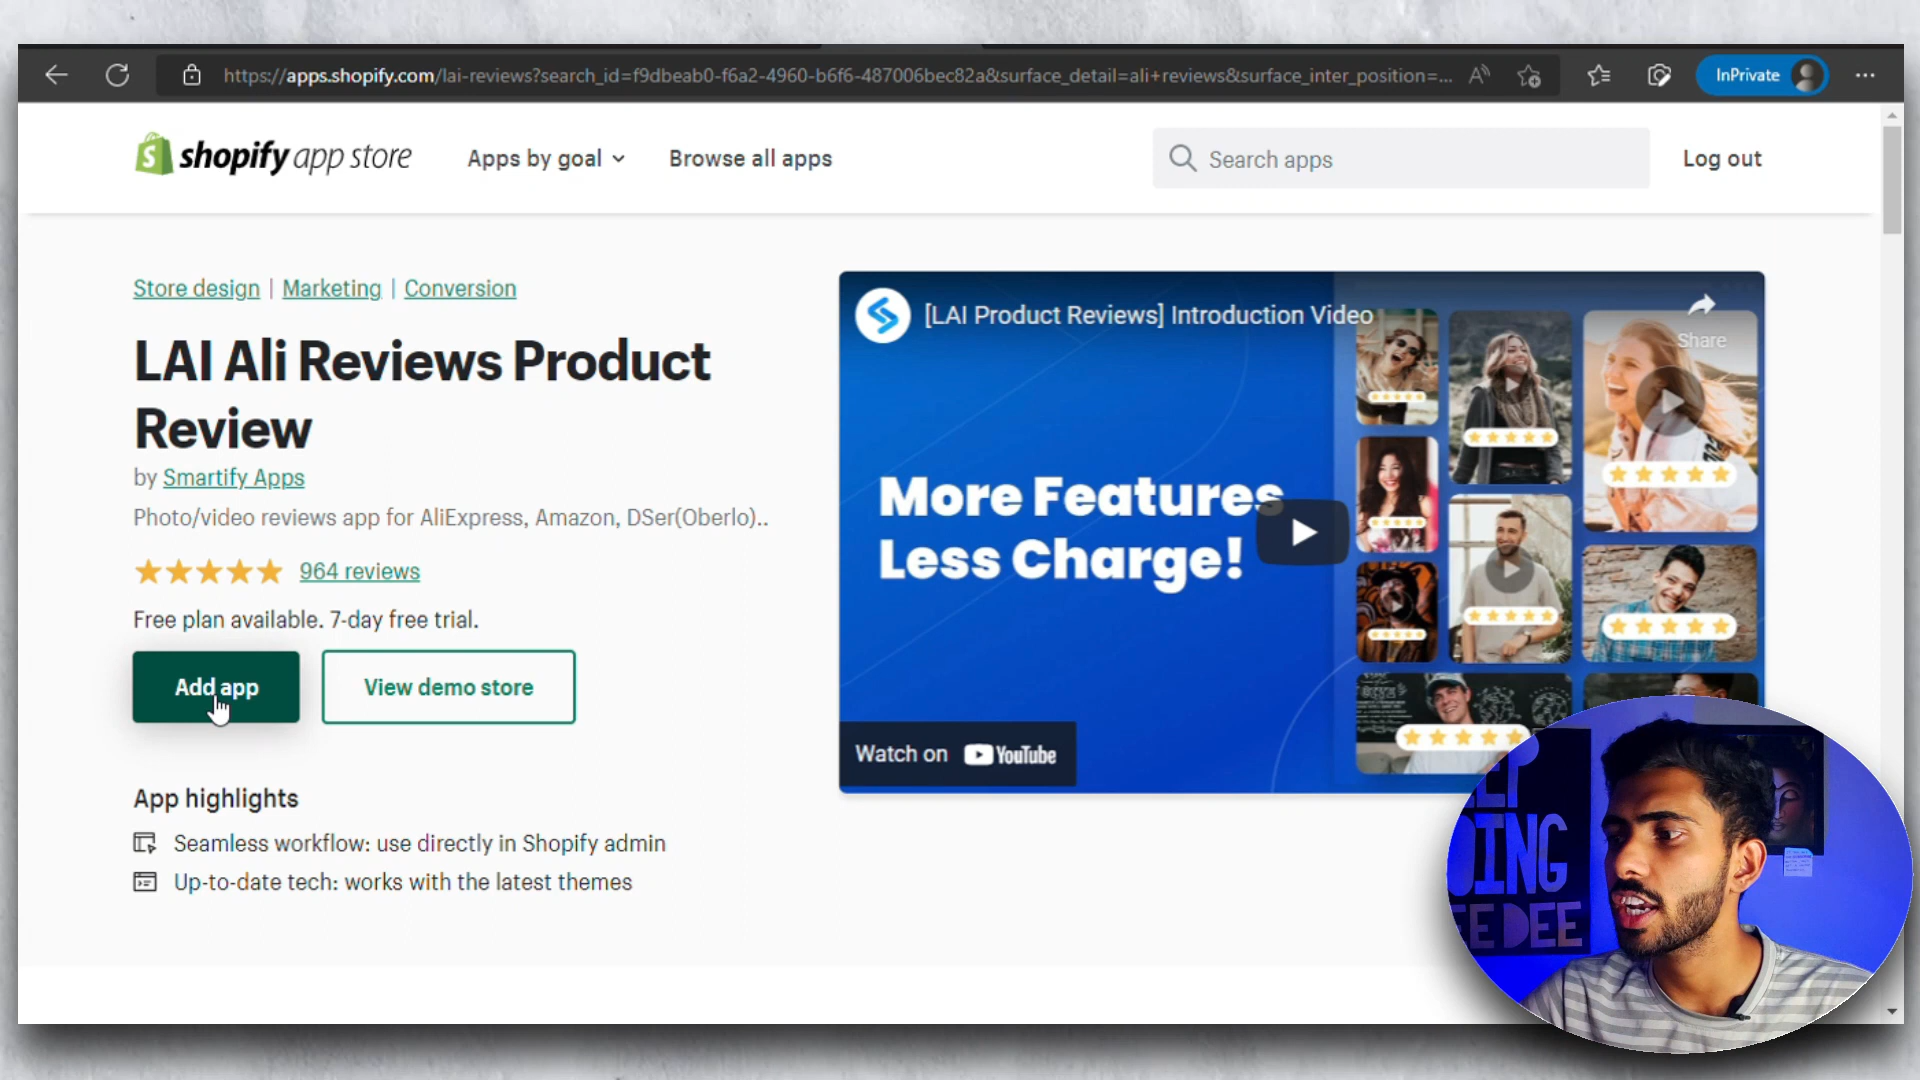 https://apps.shopify.com/lai-reviews?search_id=f9dbeab0-f6a2-4960-b6f6-487006bec82a&surface_detail=ali+reviews&surface_inter_position=...
InPrivate
shopify app store
Apps by goal
Browse all apps
Search apps
Log out
Store design | Marketing | Conversion
LAI Ali Reviews Product
Review
by Smartify Apps
Photo/video reviews app for AliExpress, Amazon, DSer(Oberlo)..
964 reviews
Free plan available. 7-day free trial.
Add app
View demo store
App highlights
Seamless workflow: use directly in Shopify admin
Up-to-date tech: works with the latest themes
[LAI Product Reviews] Introduction Video
Share
More Features
Less Charge!
Watch on YouTube